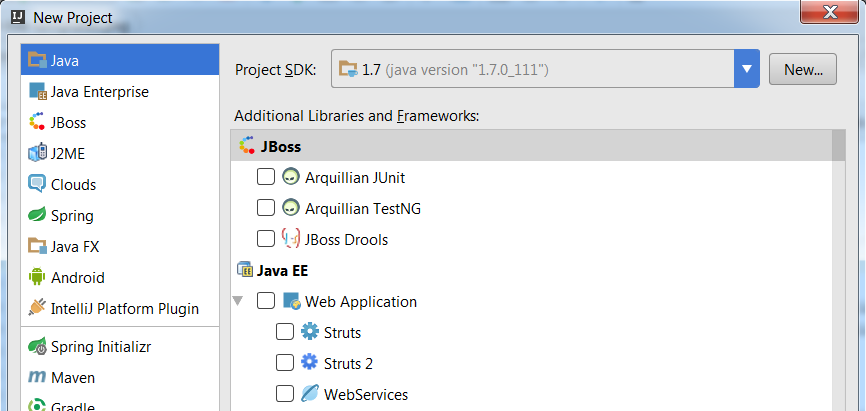 New Project
Java
Java Enterprise
JBoss
J2ME
Clouds
Spring
Java FX
Android
IntelliJ Platform Plugin
Spring Initializr
Maven
Gradle
Project SDK: 1.7 (java version "1.7.0_111") New...
Additional Libraries and Frameworks:
JBoss
Arquillian JUnit
Arquillian TestNG
JBoss Drools
Java EE
Web Application
Struts
Struts 2
WebServices